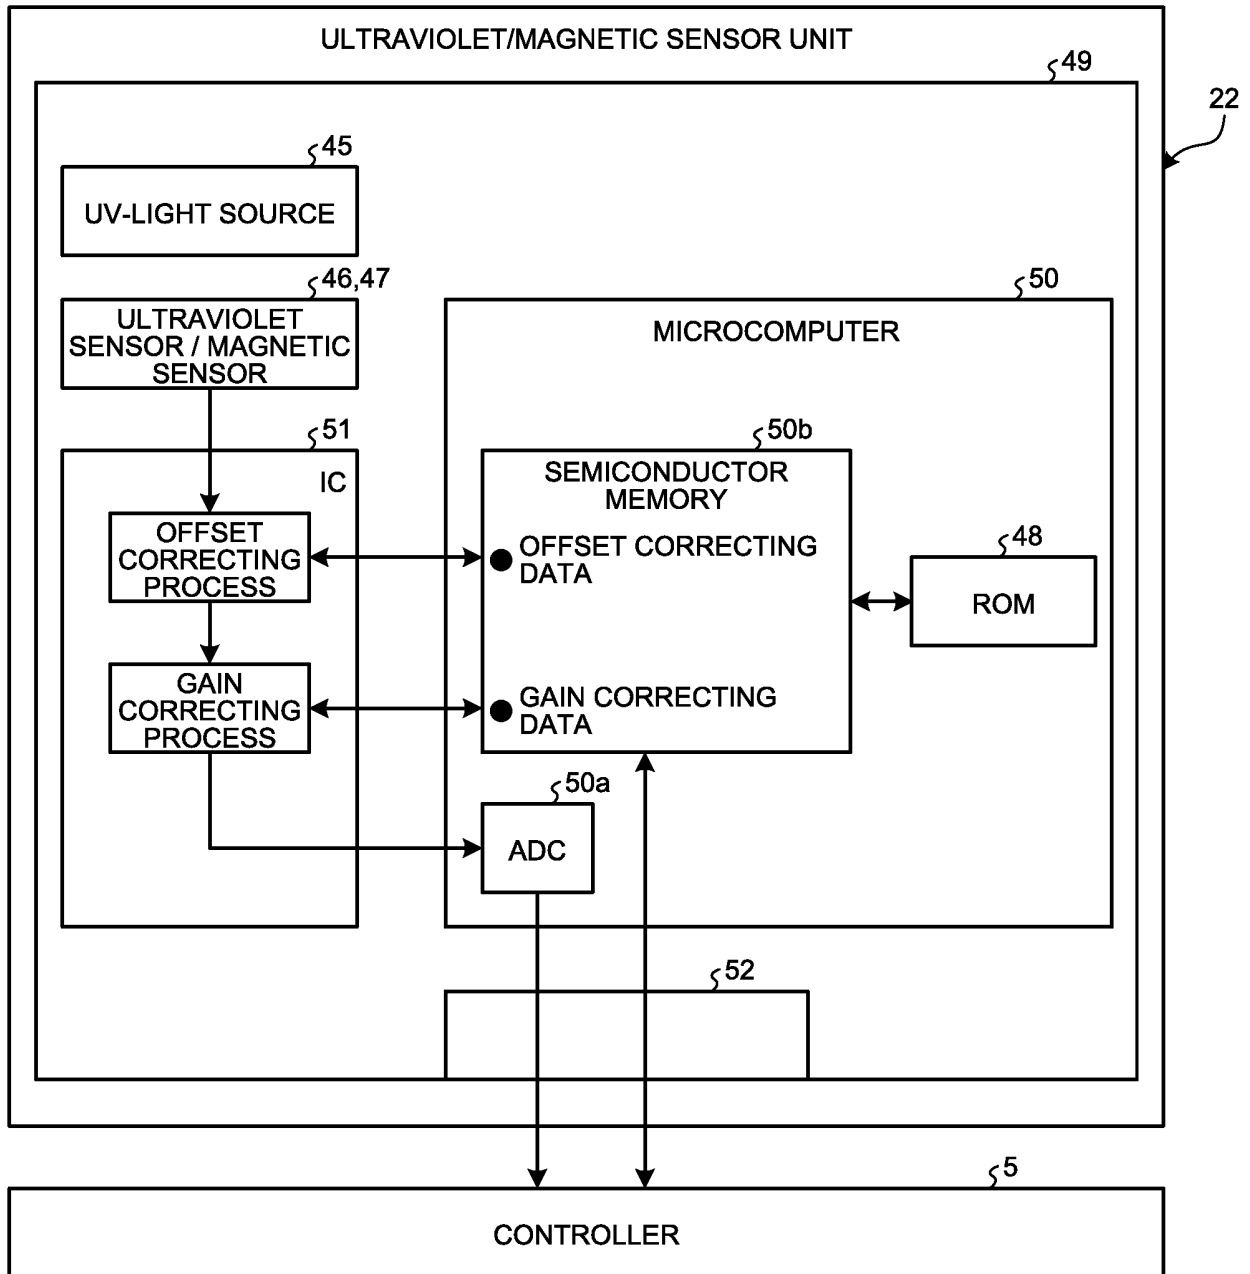 ULTRAVIOLET/MAGNETIC SENSOR UNIT
49
22
45
UV-LIGHT SOURCE
46,47
ULTRAVIOLET
SENSOR / MAGNETIC
SENSOR
50
MICROCOMPUTER
51
IC
50b
SEMICONDUCTOR
MEMORY
OFFSET
CORRECTING
PROCESS
● OFFSET CORRECTING
DATA
48
ROM
GAIN
CORRECTING
PROCESS
● GAIN CORRECTING
DATA
50a
ADC
52
5
CONTROLLER